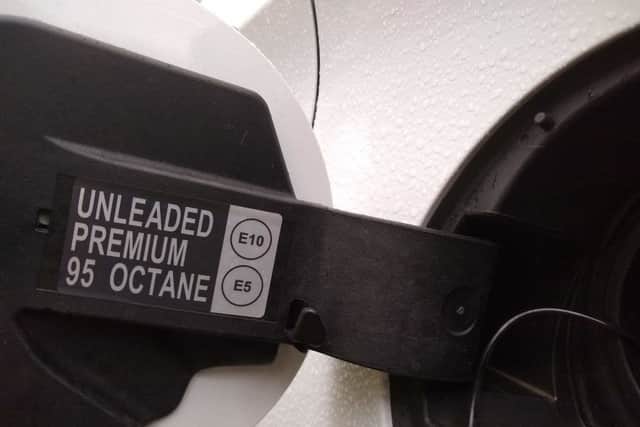 UNLEADED
PREMIUM
95 OCTANE
E10
E5